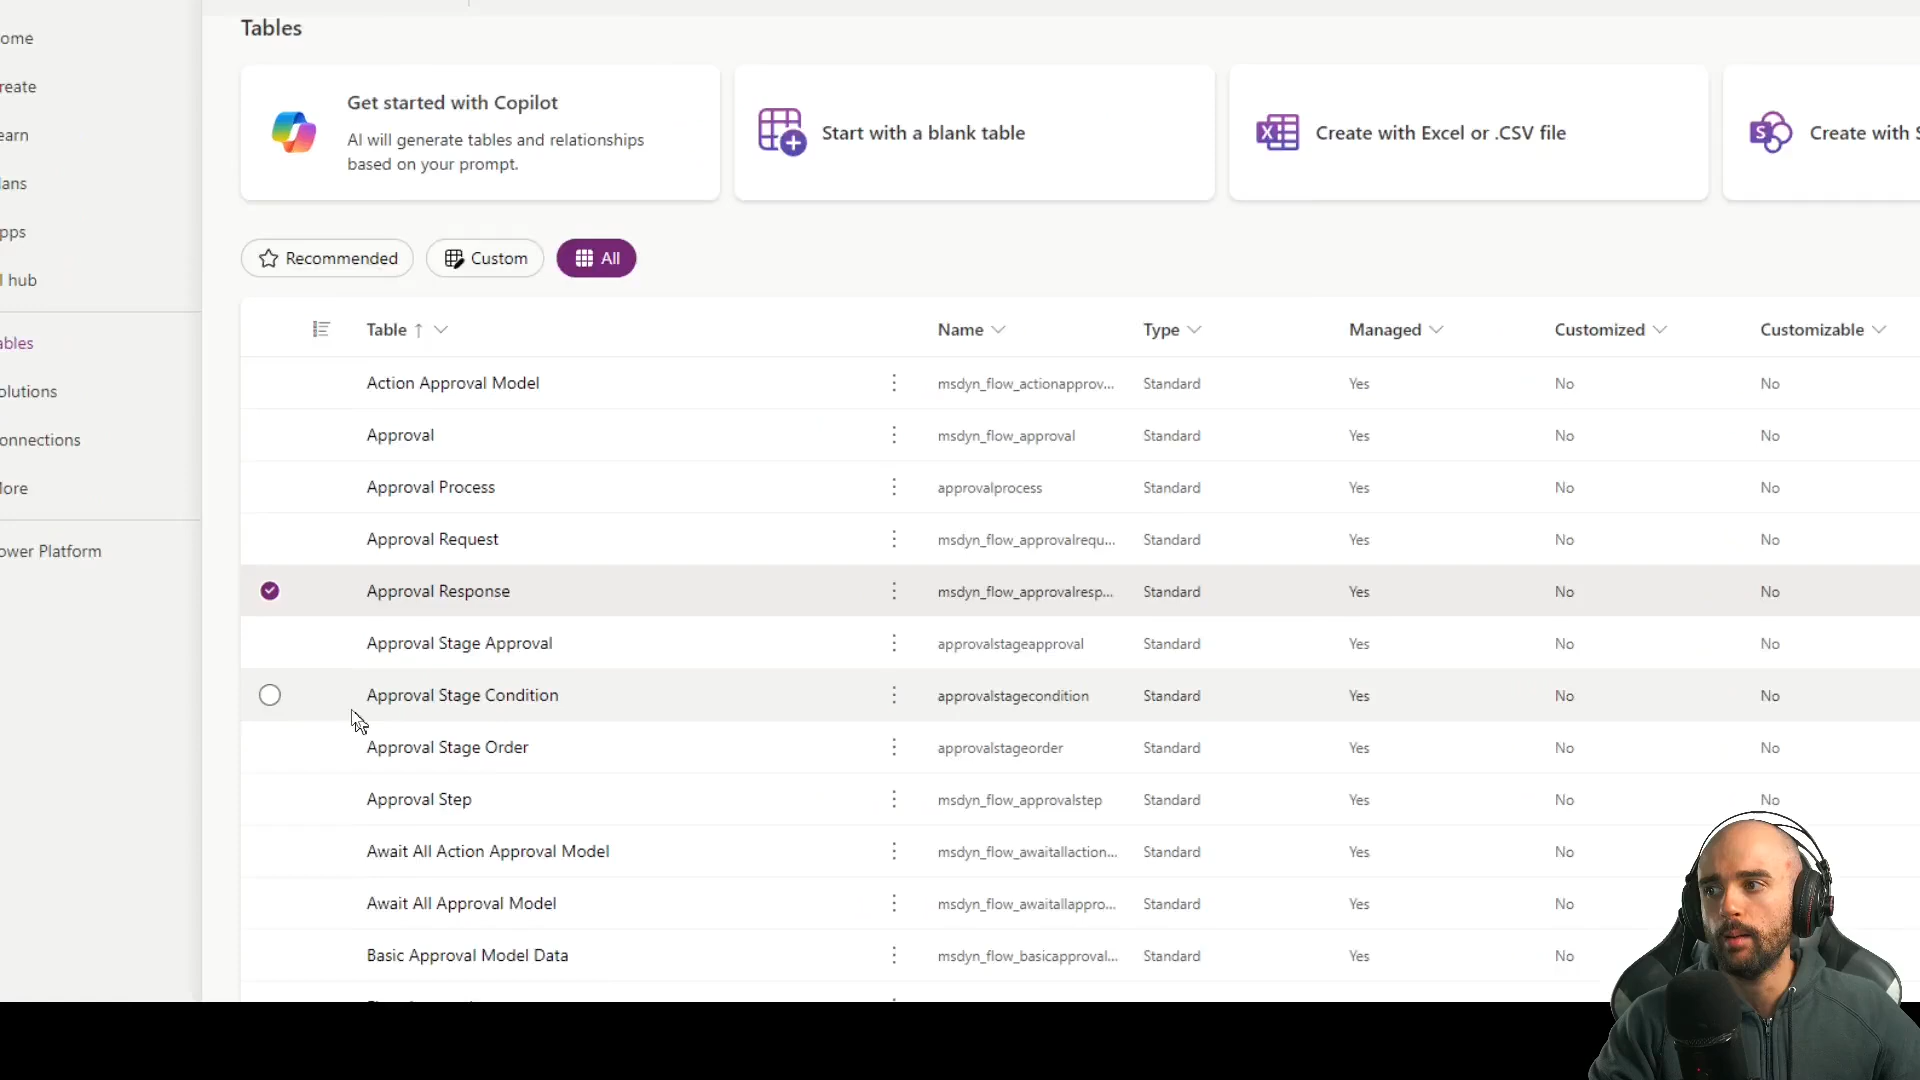 Tables
ome
reate
earn
lans
pps
I hub
ables
olutions
onnections
lore
ower Platform
Get started with Copilot
AI will generate tables and relationships
based on your prompt.
Start with a blank table
Create with Excel or .CSV file
Create with S
Recommended
Custom
All
Table Name Type Managed Customized Customizable
Action Approval Model msdyn_flow_actionapprov... Standard Yes No No
Approval msdyn_flow_approval Standard Yes No No
Approval Process approvalprocess Standard Yes No No
Approval Request msdyn_flow_approvalrequ... Standard Yes No No
Approval Response msdyn_flow_approvalresp... Standard Yes No No
Approval Stage Approval approvalstageapproval Standard Yes No No
Approval Stage Condition approvalstagecondition Standard Yes No No
Approval Stage Order approvalstageorder Standard Yes No No
Approval Step msdyn_flow_approvalstep Standard Yes No No
Await All Action Approval Model msdyn_flow_awaitallaction... Standard Yes No
Await All Approval Model msdyn_flow_awaitallappro... Standard Yes No
Basic Approval Model Data msdyn_flow_basicapproval... Standard Yes No